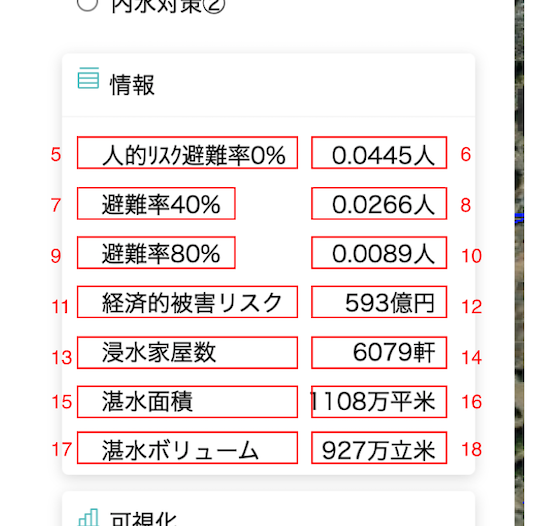 内水対策②
情報
5 人的ﾘｽｸ避難率0% 0.0445人 6
7 避難率40% 0.0266人 8
9 避難率80% 0.0089人 10
11 経済的被害リスク 593億円 12
13 浸水家屋数 6079軒 14
15 湛水面積 1108万平米 16
17 湛水ボリューム 927万立米 18
可視化